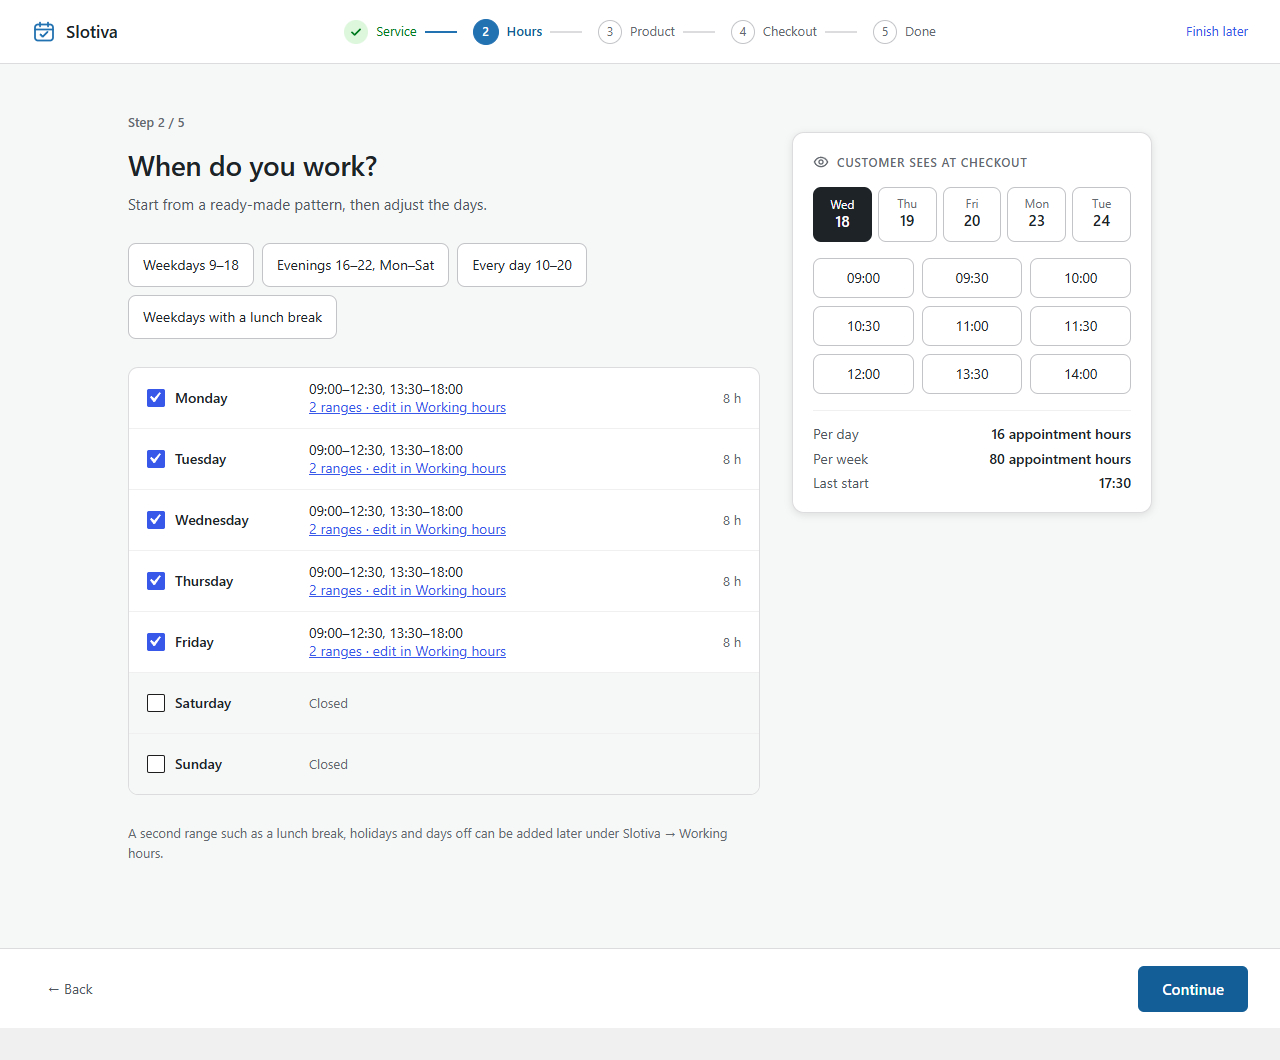 Slotiva
Service
2 Hours
3 Product
4 Checkout
5 Done
Finish later
Step 2 / 5
When do you work?
Start from a ready-made pattern, then adjust the days.
Weekdays 9–18
Evenings 16–22, Mon–Sat
Every day 10–20
Weekdays with a lunch break
Monday
09:00–12:30, 13:30–18:00
2 ranges · edit in Working hours
8 h
Tuesday
09:00–12:30, 13:30–18:00
2 ranges · edit in Working hours
8 h
Wednesday
09:00–12:30, 13:30–18:00
2 ranges · edit in Working hours
8 h
Thursday
09:00–12:30, 13:30–18:00
2 ranges · edit in Working hours
8 h
Friday
09:00–12:30, 13:30–18:00
2 ranges · edit in Working hours
8 h
Saturday
Closed
Sunday
Closed
A second range such as a lunch break, holidays and days off can be added later under Slotiva → Working
hours.
CUSTOMER SEES AT CHECKOUT
Wed
18
Thu
19
Fri
20
Mon
23
Tue
24
09:00 09:30 10:00
10:30 11:00 11:30
12:00 13:30 14:00
Per day 16 appointment hours
Per week 80 appointment hours
Last start 17:30
← Back
Continue